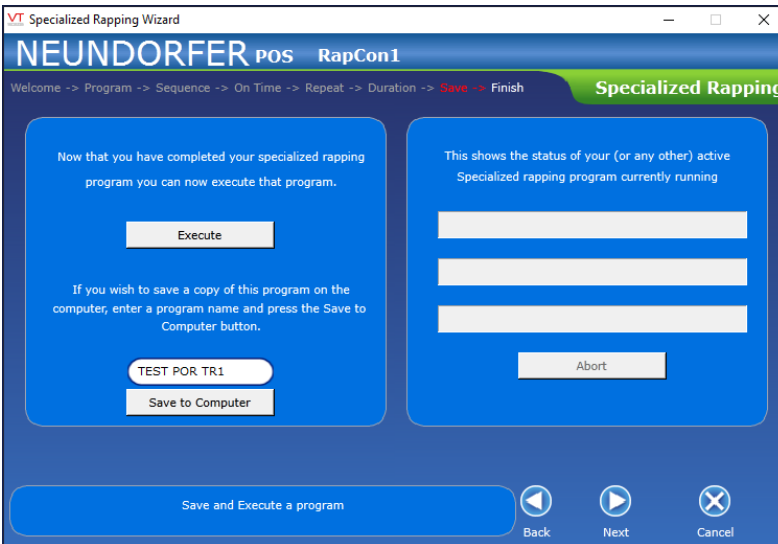 VT Specialized Rapping Wizard
NEUNDORFER POS RapCon1
Welcome -> Program -> Sequence -> On Time -> Repeat -> Duration -> Save -> Finish
Specialized Rapping
Now that you have completed your specialized rapping
program you can now execute that program.
Execute
If you wish to save a copy of this program on the
computer, enter a program name and press the Save to
Computer button.
TEST POR TR1
Save to Computer
This shows the status of your (or any other) active
Specialized rapping program currently running
Abort
Save and Execute a program
Back
Next
Cancel